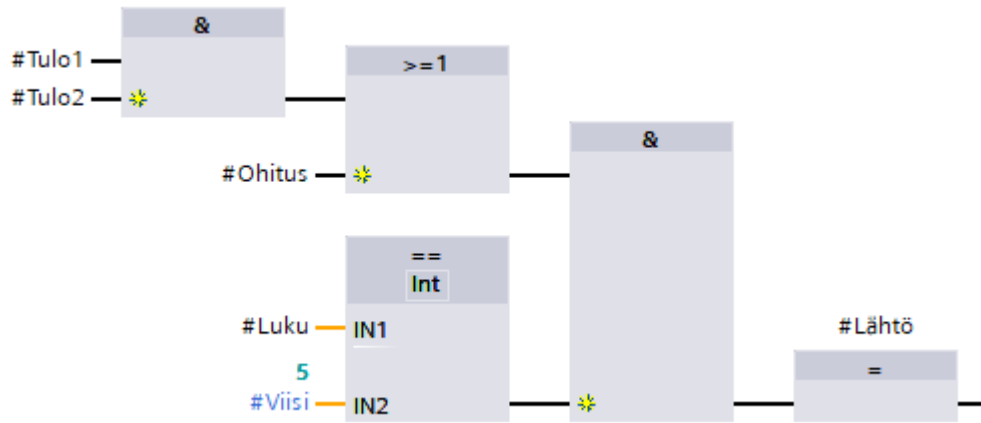 &
#Tulo1
#Tulo2
>=1
#Ohitus
&
==
Int
#Luku
IN1
5
#Viisi
IN2
#Lähtö
=